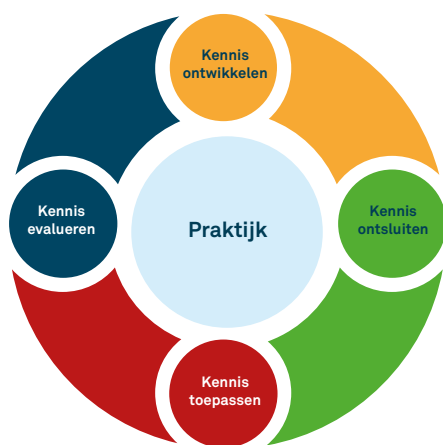 Kennis
ontwikkelen
Kennis
evalueren
Praktijk
Kennis
ontsluiten
Kennis
toepassen